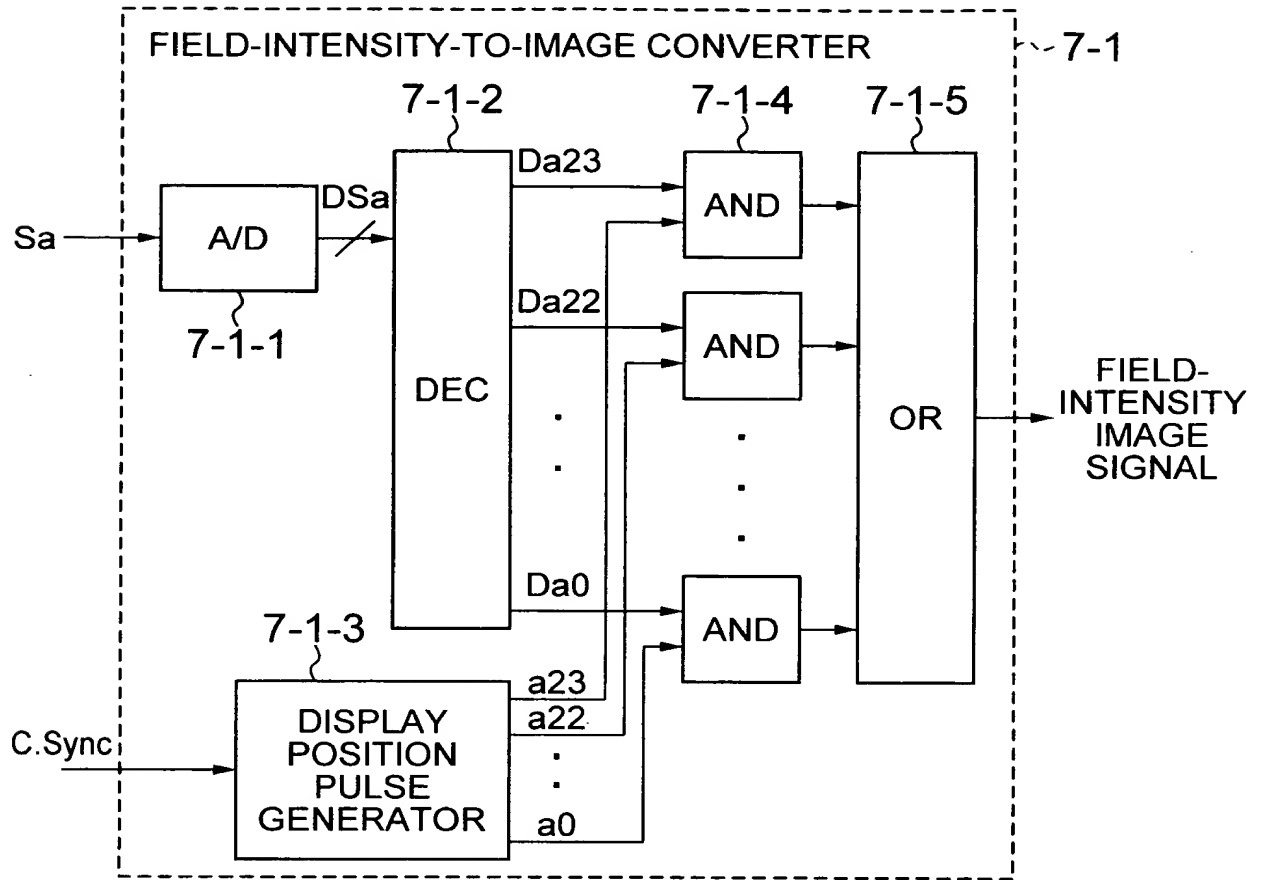 FIELD-INTENSITY-TO-IMAGE CONVERTER
7-1
7-1-2
7-1-4
7-1-5
Da23
DSa
AND
Sa
A/D
Da22
7-1-1
AND
DEC
OR
FIELD-
INTENSITY
IMAGE
SIGNAL
Da0
7-1-3
AND
a23
DISPLAY
POSITION
PULSE
GENERATOR
a22
C.Sync
a0